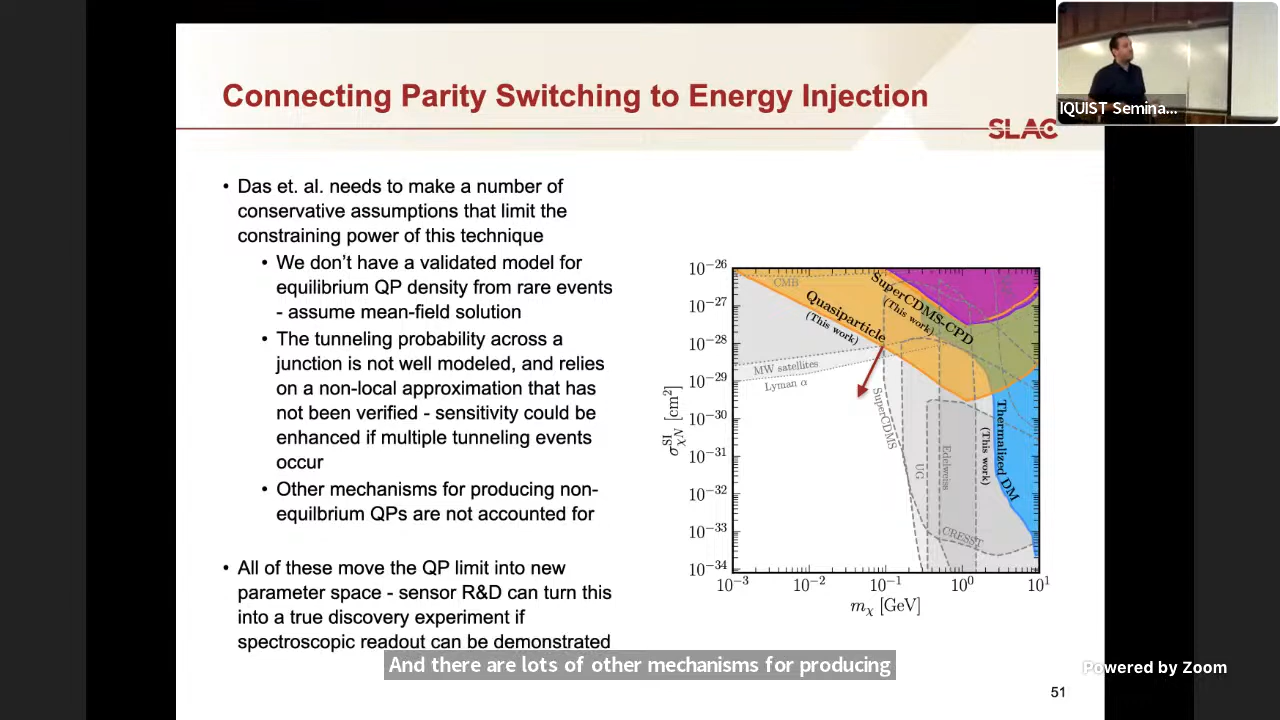 Connecting Parity Switching to Energy Injection
SLAC
IQUIST Semina...
• Das et. al. needs to make a number of
conservative assumptions that limit the
constraining power of this technique
• We don’t have a validated model for
equilibrium QP density from rare events
- assume mean-field solution
• The tunneling probability across a
junction is not well modeled, and relies
on a non-local approximation that has
not been verified - sensitivity could be
enhanced if multiple tunneling events
occur
• Other mechanisms for producing non-
equilbrium QPs are not accounted for
• All of these move the QP limit into new
parameter space - sensor R&D can turn this
into a true discovery experiment if
spectroscopic readout can be demonstrated
10⁻²⁶
10⁻²⁷
10⁻²⁸
10⁻²⁹
10⁻³⁰
10⁻³¹
10⁻³²
10⁻³³
10⁻³⁴
σ^SI_χN [cm²]
10⁻³
10⁻²
10⁻¹
10⁰
10¹
mχ [GeV]
CMB
Quasiparticle
(This work)
SuperCDMS-CPD
(This work)
MW satellites
Lyman α
SuperCDMS
UG
Edelweiss
CRESST
Thermalized DM
(This work)
And there are lots of other mechanisms for producing
Powered by Zoom
51